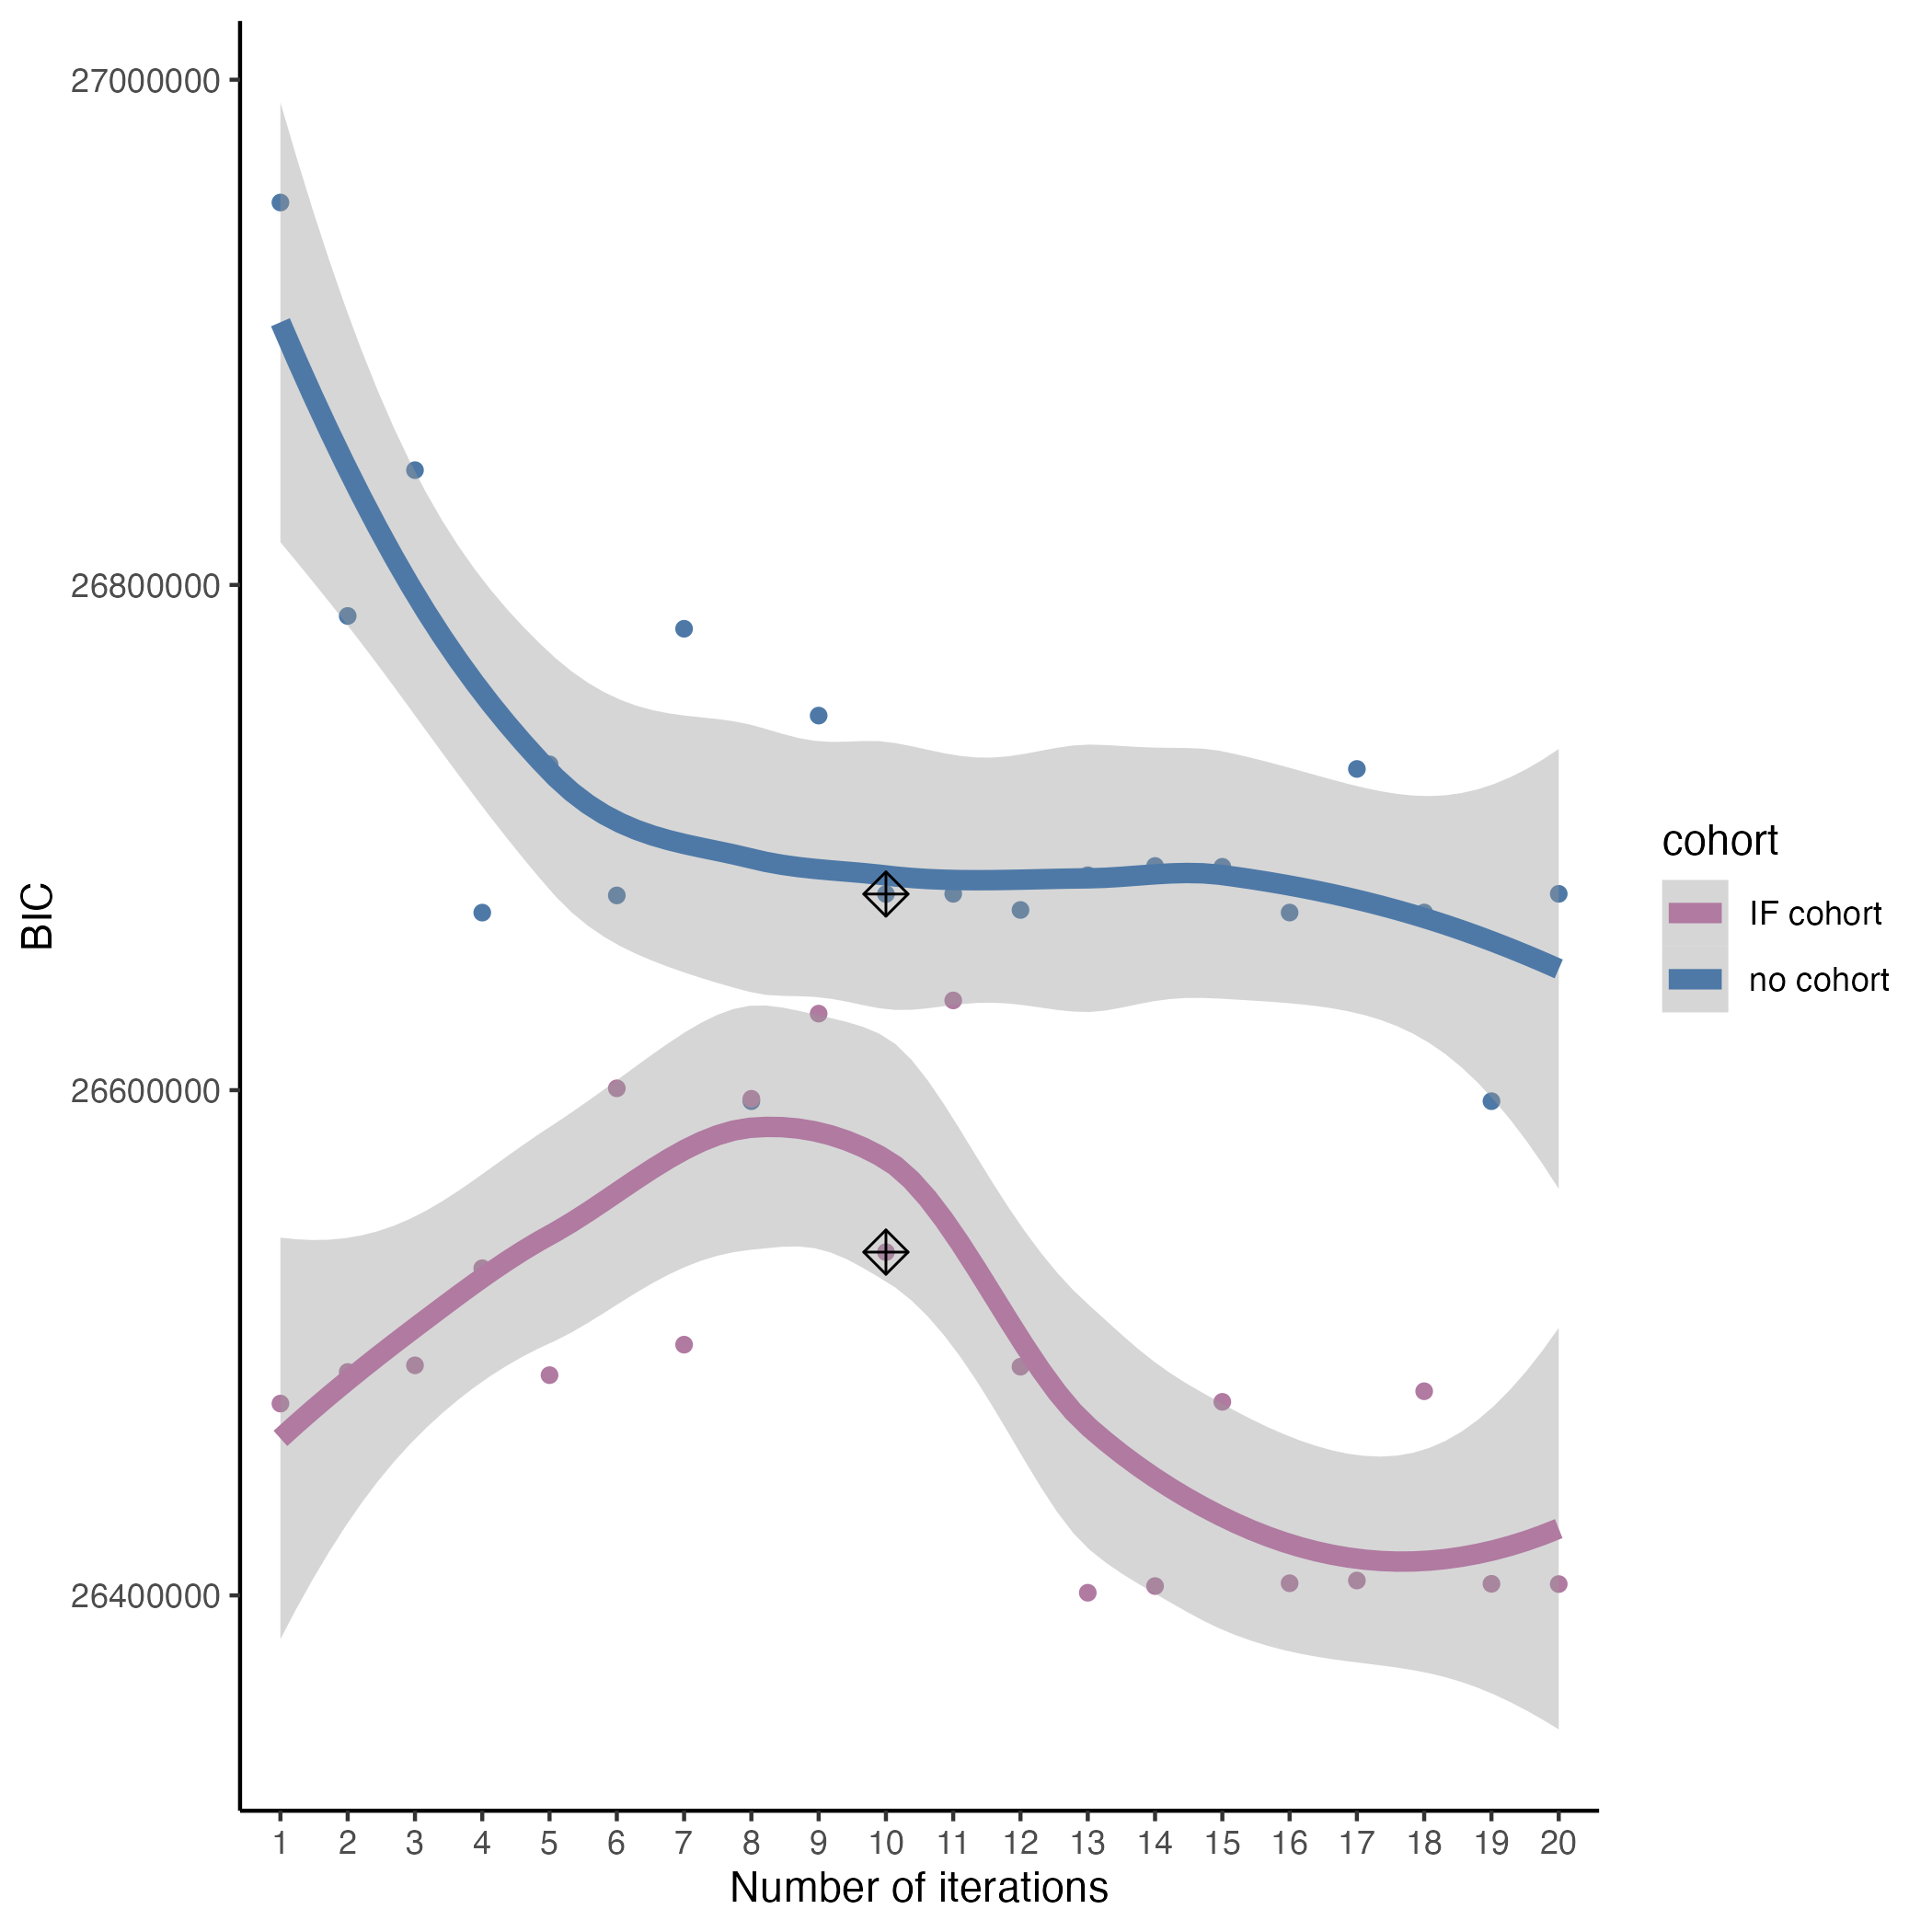 27000000
26800000
26600000
26400000
BIC
1 2 3 4 5 6 7 8 9 10 11 12 13 14 15 16 17 18 19 20
Number of iterations
cohort
IF cohort
no cohort